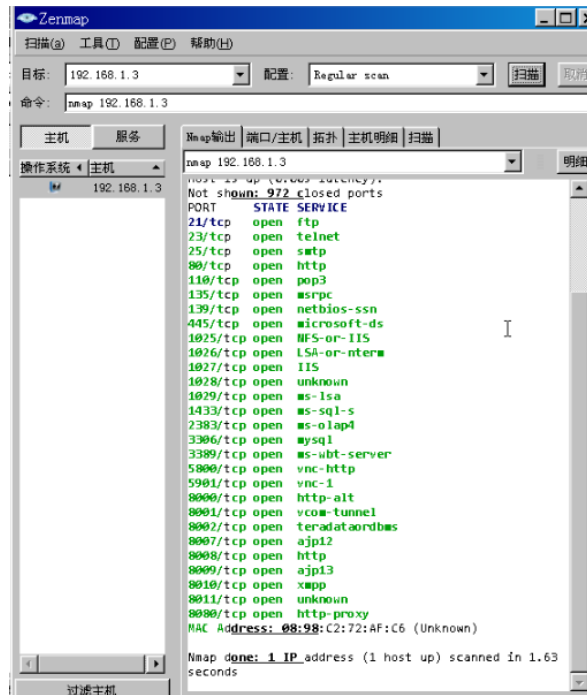 Zenmap
扫描(a) 工具(T) 配置(P) 帮助(H)
目标: 192.168.1.3 配置: Regular scan 扫描
命令: nmap 192.168.1.3
主机 服务 Nmap输出 端口/主机 拓扑 主机明细 扫描
操作系统 主机 nmap 192.168.1.3 明细
192.168.1.3
Host is up
Not shown: 972 closed ports
PORT STATE SERVICE
21/tcp open ftp
23/tcp open telnet
25/tcp open smtp
80/tcp open http
110/tcp open pop3
135/tcp open msrpc
139/tcp open netbios-ssn
445/tcp open microsoft-ds
1025/tcp open NFS-or-IIS
1026/tcp open LSA-or-nterm
1027/tcp open IIS
1028/tcp open unknown
1029/tcp open ms-lsa
1433/tcp open ms-sql-s
2383/tcp open ms-olap4
3306/tcp open mysql
3389/tcp open ms-wbt-server
5800/tcp open vnc-http
5901/tcp open vnc-1
8000/tcp open http-alt
8001/tcp open vcom-tunnel
8002/tcp open teradataordbms
8007/tcp open ajp12
8008/tcp open http
8009/tcp open ajp13
8010/tcp open xmpp
8011/tcp open unknown
8080/tcp open http-proxy
MAC Address: 08:98:C2:72:AF:C6 (Unknown)
Nmap done: 1 IP address (1 host up) scanned in 1.63
seconds
过滤主机